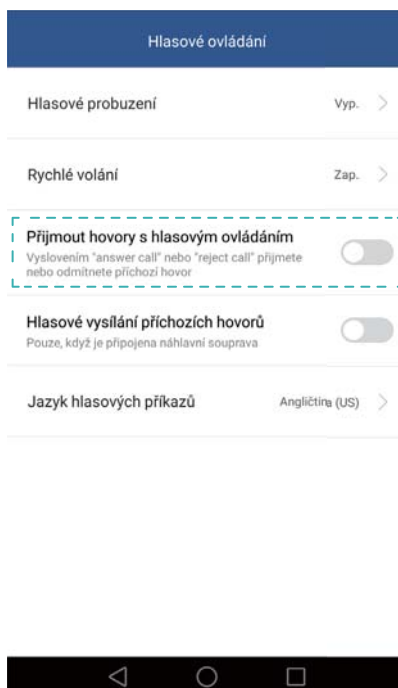 Hlasové ovládání
Hlasové probuzení Vyp.
Rychlé volání Zap.
Přijmout hovory s hlasovým ovládáním
Vyslovením "answer call" nebo "reject call" přijmete
nebo odmítnete příchozí hovor
Hlasové vysílání příchozích hovorů
Pouze, když je připojena náhlavní souprava
Jazyk hlasových příkazů Angličtina (US)